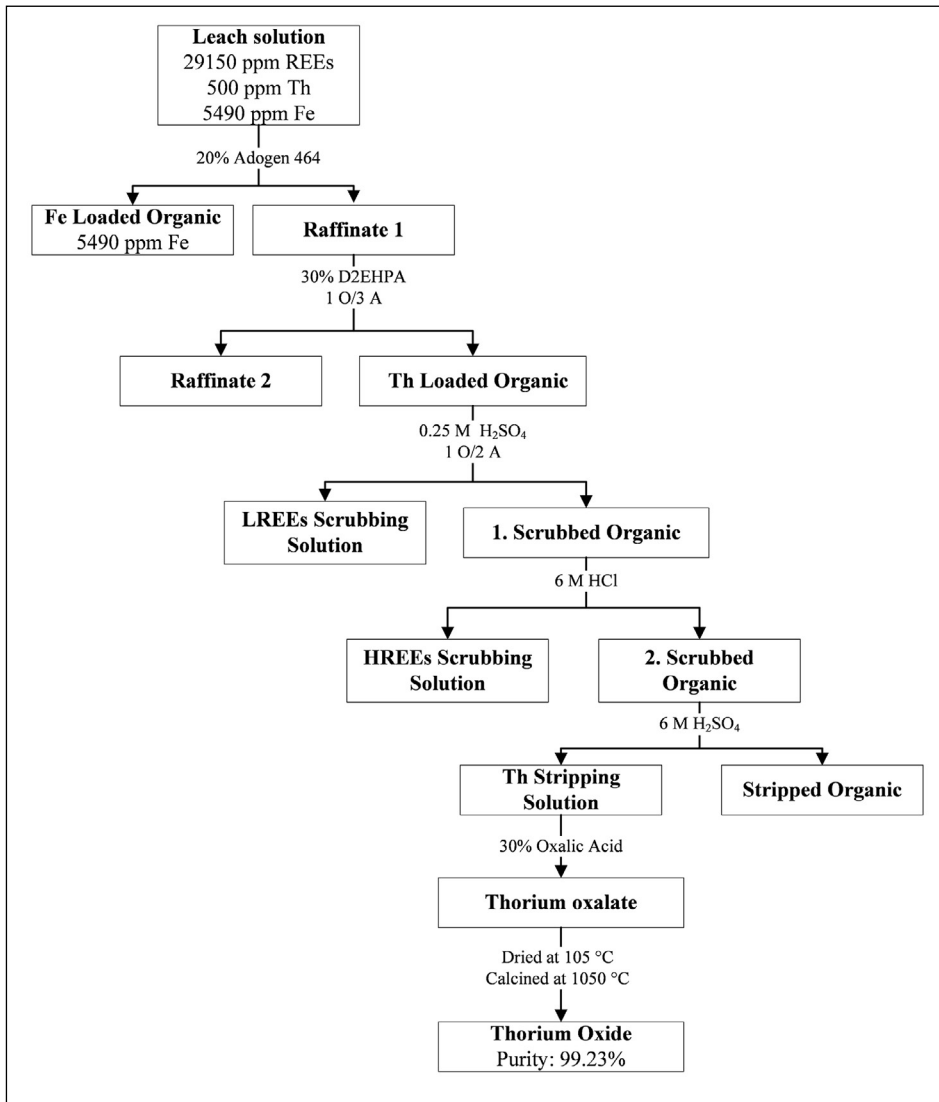 Leach solution
29150 ppm REEs
500 ppm Th
5490 ppm Fe
20% Adogen 464
Fe Loaded Organic
5490 ppm Fe
Raffinate 1
30% D2EHPA
1 O/3 A
Raffinate 2
Th Loaded Organic
0.25 M H₂SO₄
1 O/2 A
LREEs Scrubbing
Solution
1. Scrubbed Organic
6 M HCl
HREEs Scrubbing
Solution
2. Scrubbed
Organic
6 M H₂SO₄
Th Stripping
Solution
Stripped Organic
30% Oxalic Acid
Thorium oxalate
Dried at 105 °C
Calcined at 1050 °C
Thorium Oxide
Purity: 99.23%